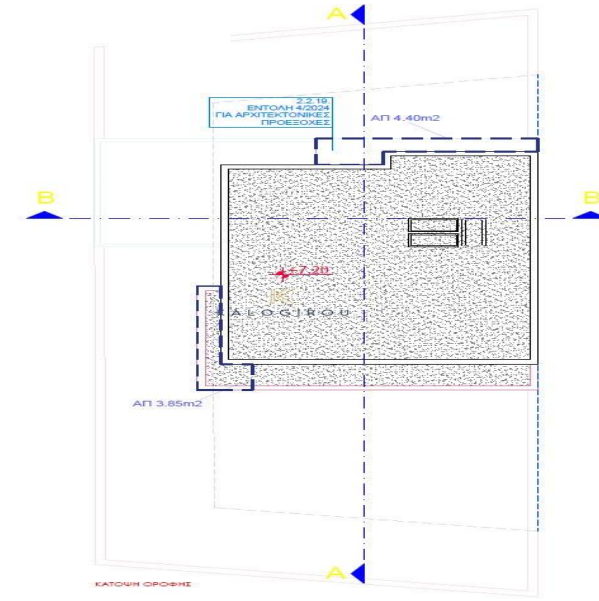 A
2.2.19
ΕΝΤΟΛΗ 4/2024
ΓΙΑ ΑΡΧΙΤΕΚΤΟΝΙΚΕΣ
ΠΡΟΕΞΟΧΕΣ
ΑΠ 4.40m2
B
B
+7,20
KALOGIROU
ΑΠ 3.85m2
A
ΚΑΤΟΨΗ ΟΡΟΦΗΣ